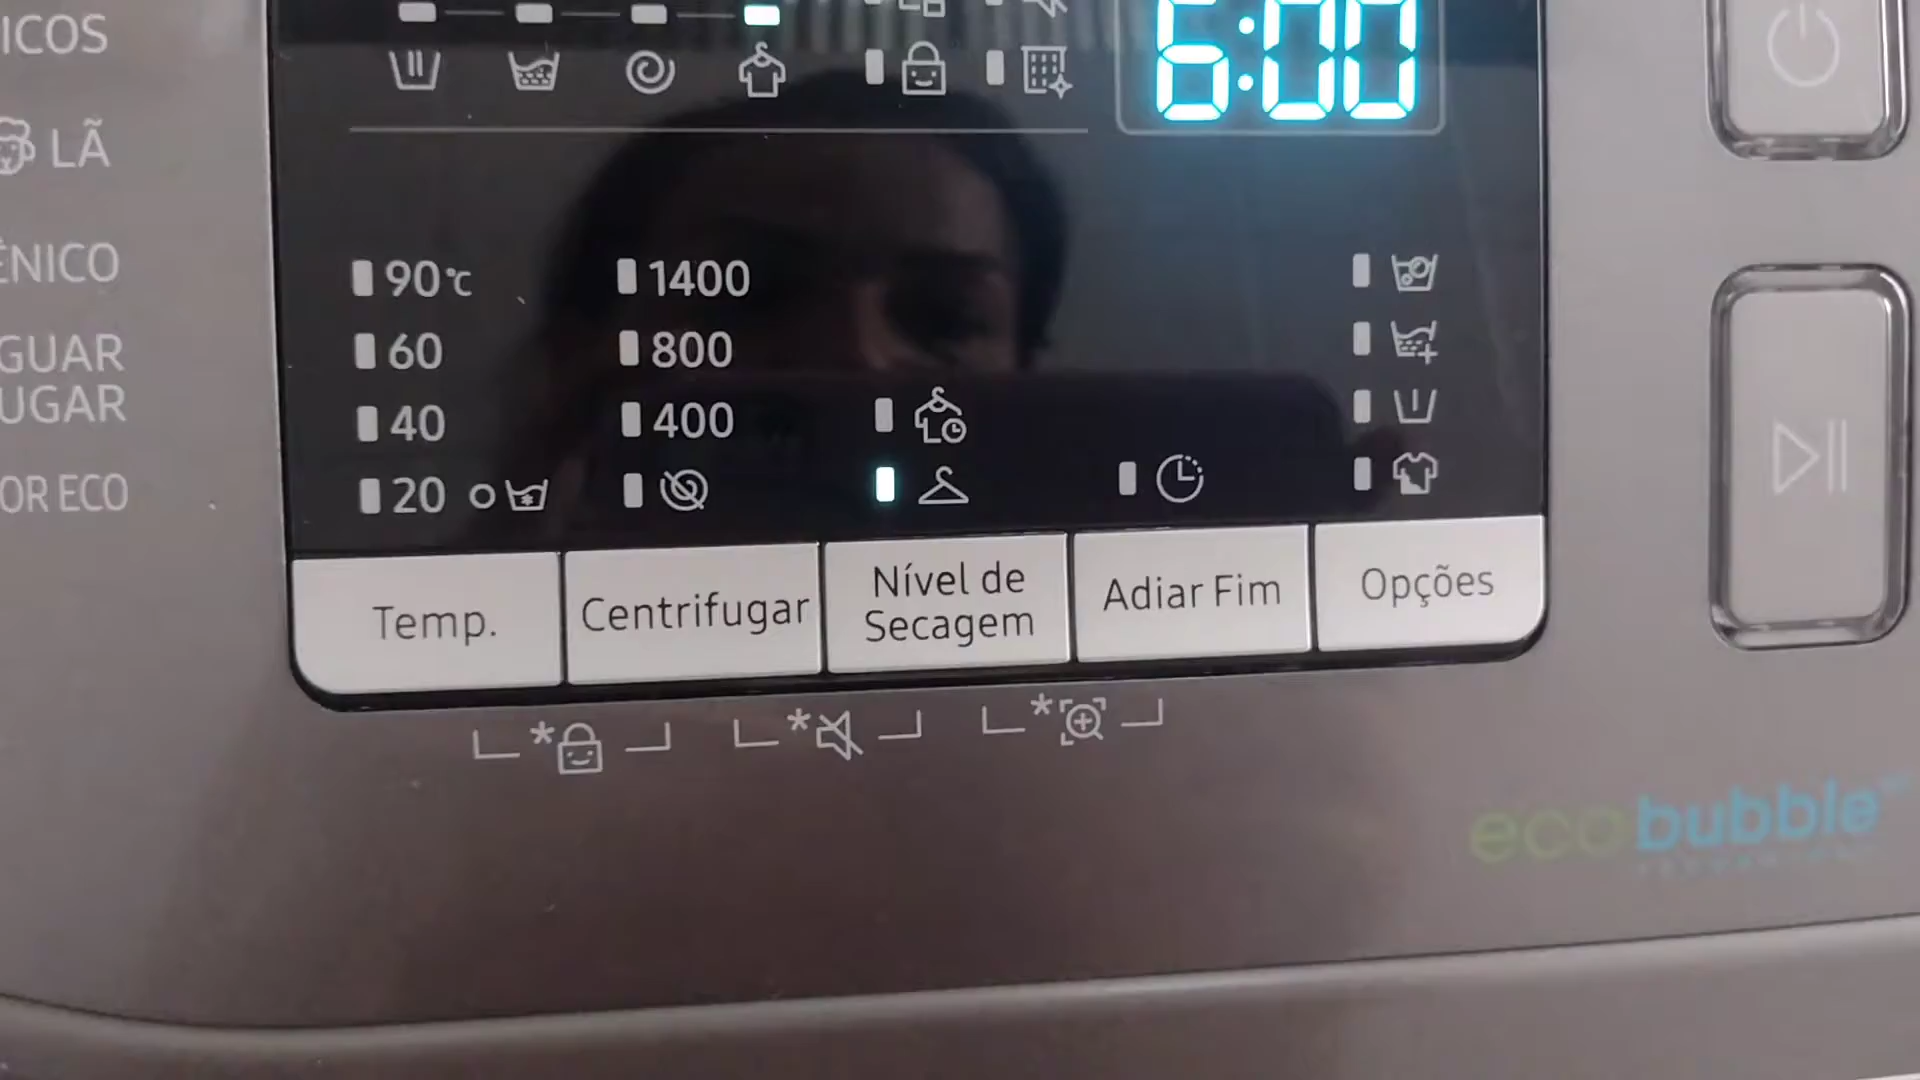 ICOS
LÃ
ÊNICO
GUAR
UGAR
OR ECO
6:00
90℃
60
40
20
1400
800
400
Temp.
Centrifugar
Nível de
Secagem
Adiar Fim
Opções
*
*
*
ecobubble™